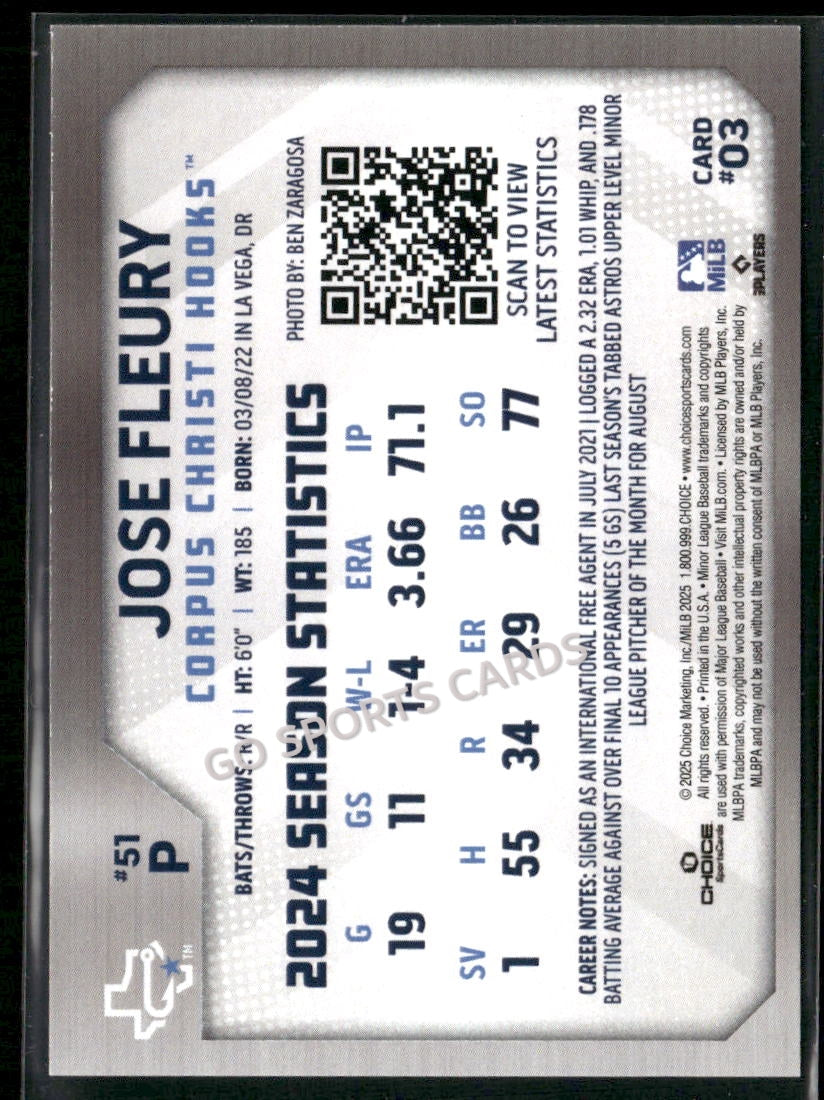 #51
P
JOSE FLEURY
CORPUS CHRISTI HOOKS™
BATS/THROWS: R/R | HT: 6'0" | WT: 185 | BORN: 03/08/22 IN LA VEGA, DR
2024 SEASON STATISTICS
G GS W-L ERA IP
19 11 1-4 3.66 71.1
SV H R ER BB SO
1 55 34 29 26 77
PHOTO BY: BEN ZARAGOSA
SCAN TO VIEW
LATEST STATISTICS
CAREER NOTES: SIGNED AS AN INTERNATIONAL FREE AGENT IN JULY 2021 | LOGGED A 2.32 ERA, 1.01 WHIP, AND .178
BATTING AVERAGE AGAINST OVER FINAL 10 APPEARANCES (5 GS) LAST SEASON'S TABBED ASTROS UPPER LEVEL MINOR
LEAGUE PITCHER OF THE MONTH FOR AUGUST
CHOICE
SportsCards
© 2025 Choice Marketing, Inc./MiLB 2025 1.800.999.CHOICE • www.choicesportscards.com
All rights reserved. • Printed in the U.S.A. • Minor League Baseball trademarks and copyrights
are used with permission of Major League Baseball • Visit MiLB.com. • Licensed by MLB Players, Inc.
MLBPA trademarks, copyrighted works and other intellectual property rights are owned and/or held by
MLBPA and may not be used without the written consent of MLBPA or MLB Players, Inc.
MiLB
PLAYERS
CARD
#03
TM
GO SPORTS CARDS